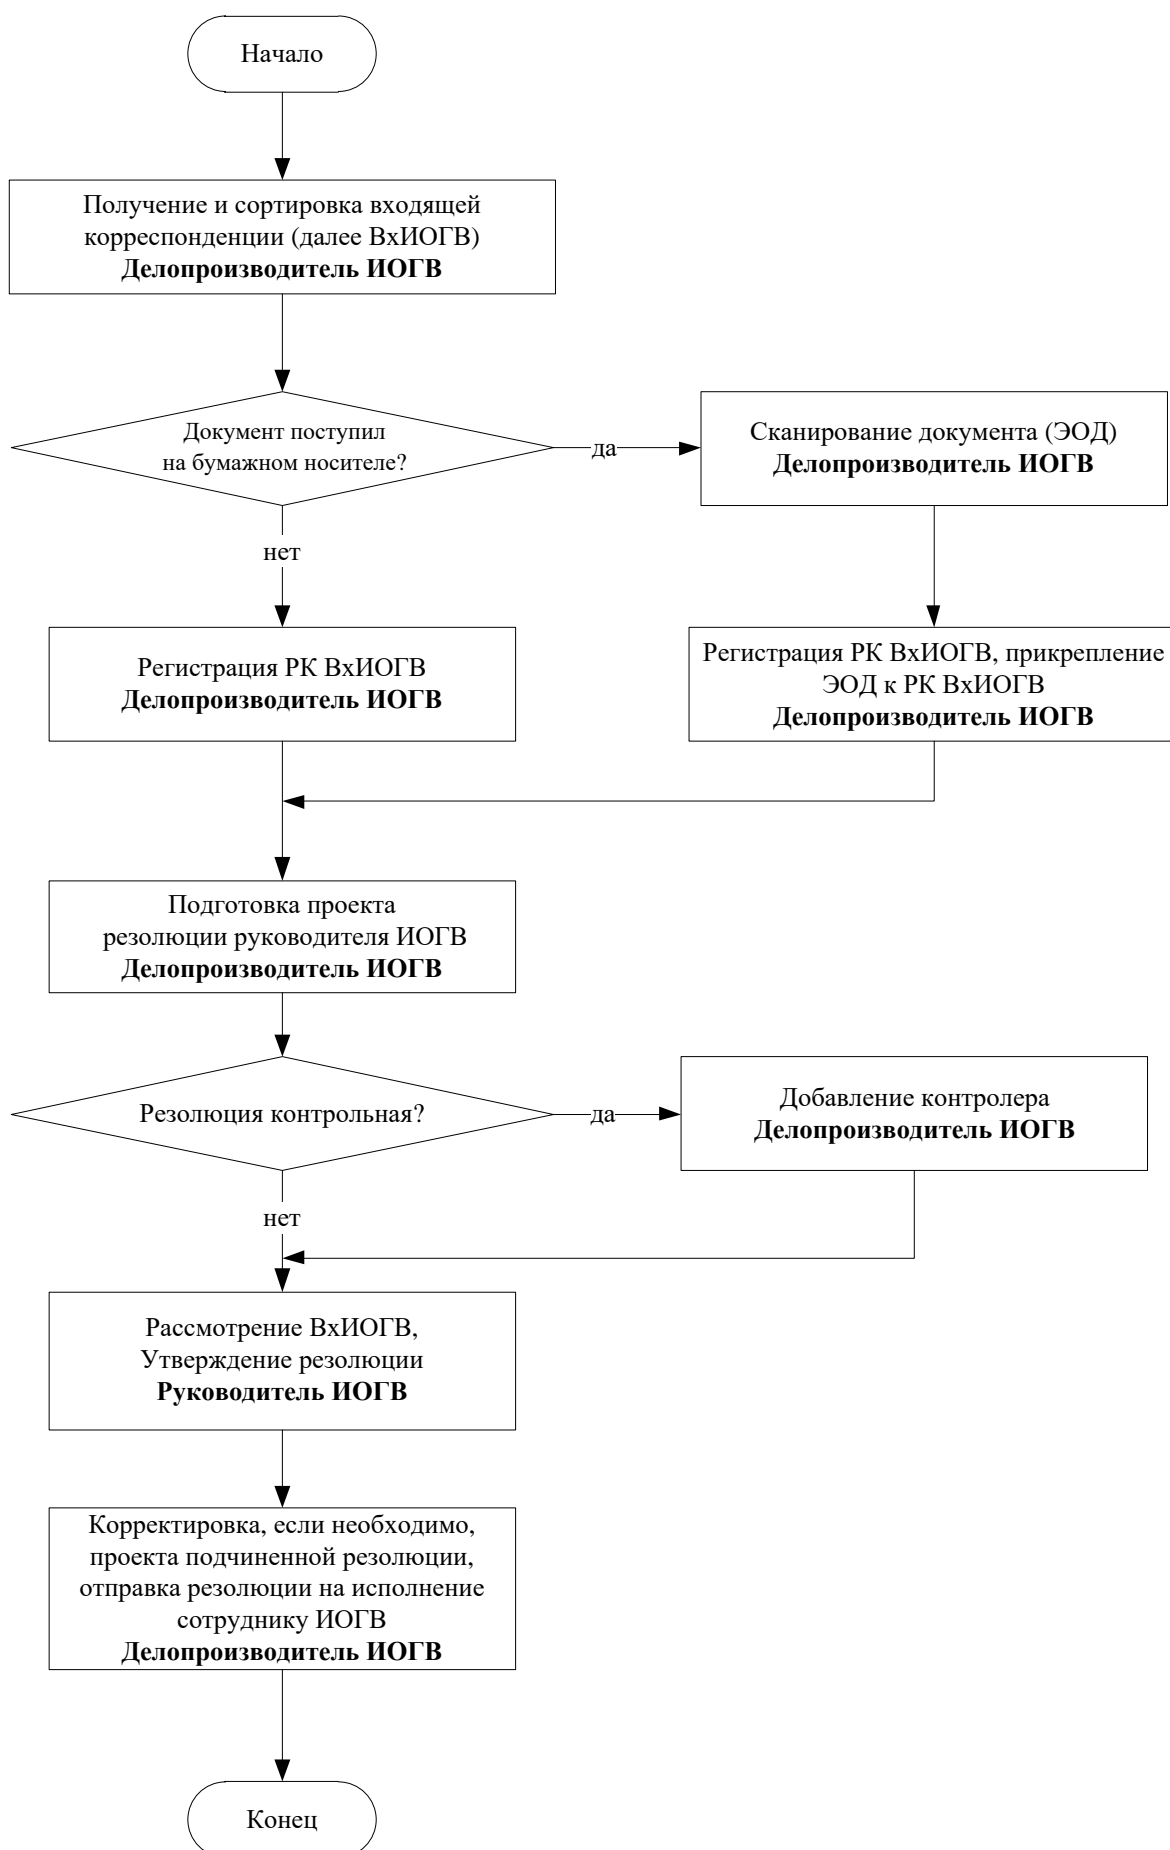 Начало
Получение и сортировка входящей
корреспонденции (далее ВхИОГВ)
Делопроизводитель ИОГВ
Документ поступил
на бумажном носителе?
да
Сканирование документа (ЭОД)
Делопроизводитель ИОГВ
нет
Регистрация РК ВхИОГВ
Делопроизводитель ИОГВ
Регистрация РК ВхИОГВ, прикрепление
ЭОД к РК ВхИОГВ
Делопроизводитель ИОГВ
Подготовка проекта
резолюции руководителя ИОГВ
Делопроизводитель ИОГВ
Резолюция контрольная?
да
Добавление контролера
Делопроизводитель ИОГВ
нет
Рассмотрение ВхИОГВ,
Утверждение резолюции
Руководитель ИОГВ
Корректировка, если необходимо,
проекта подчиненной резолюции,
отправка резолюции на исполнение
сотруднику ИОГВ
Делопроизводитель ИОГВ
Конец